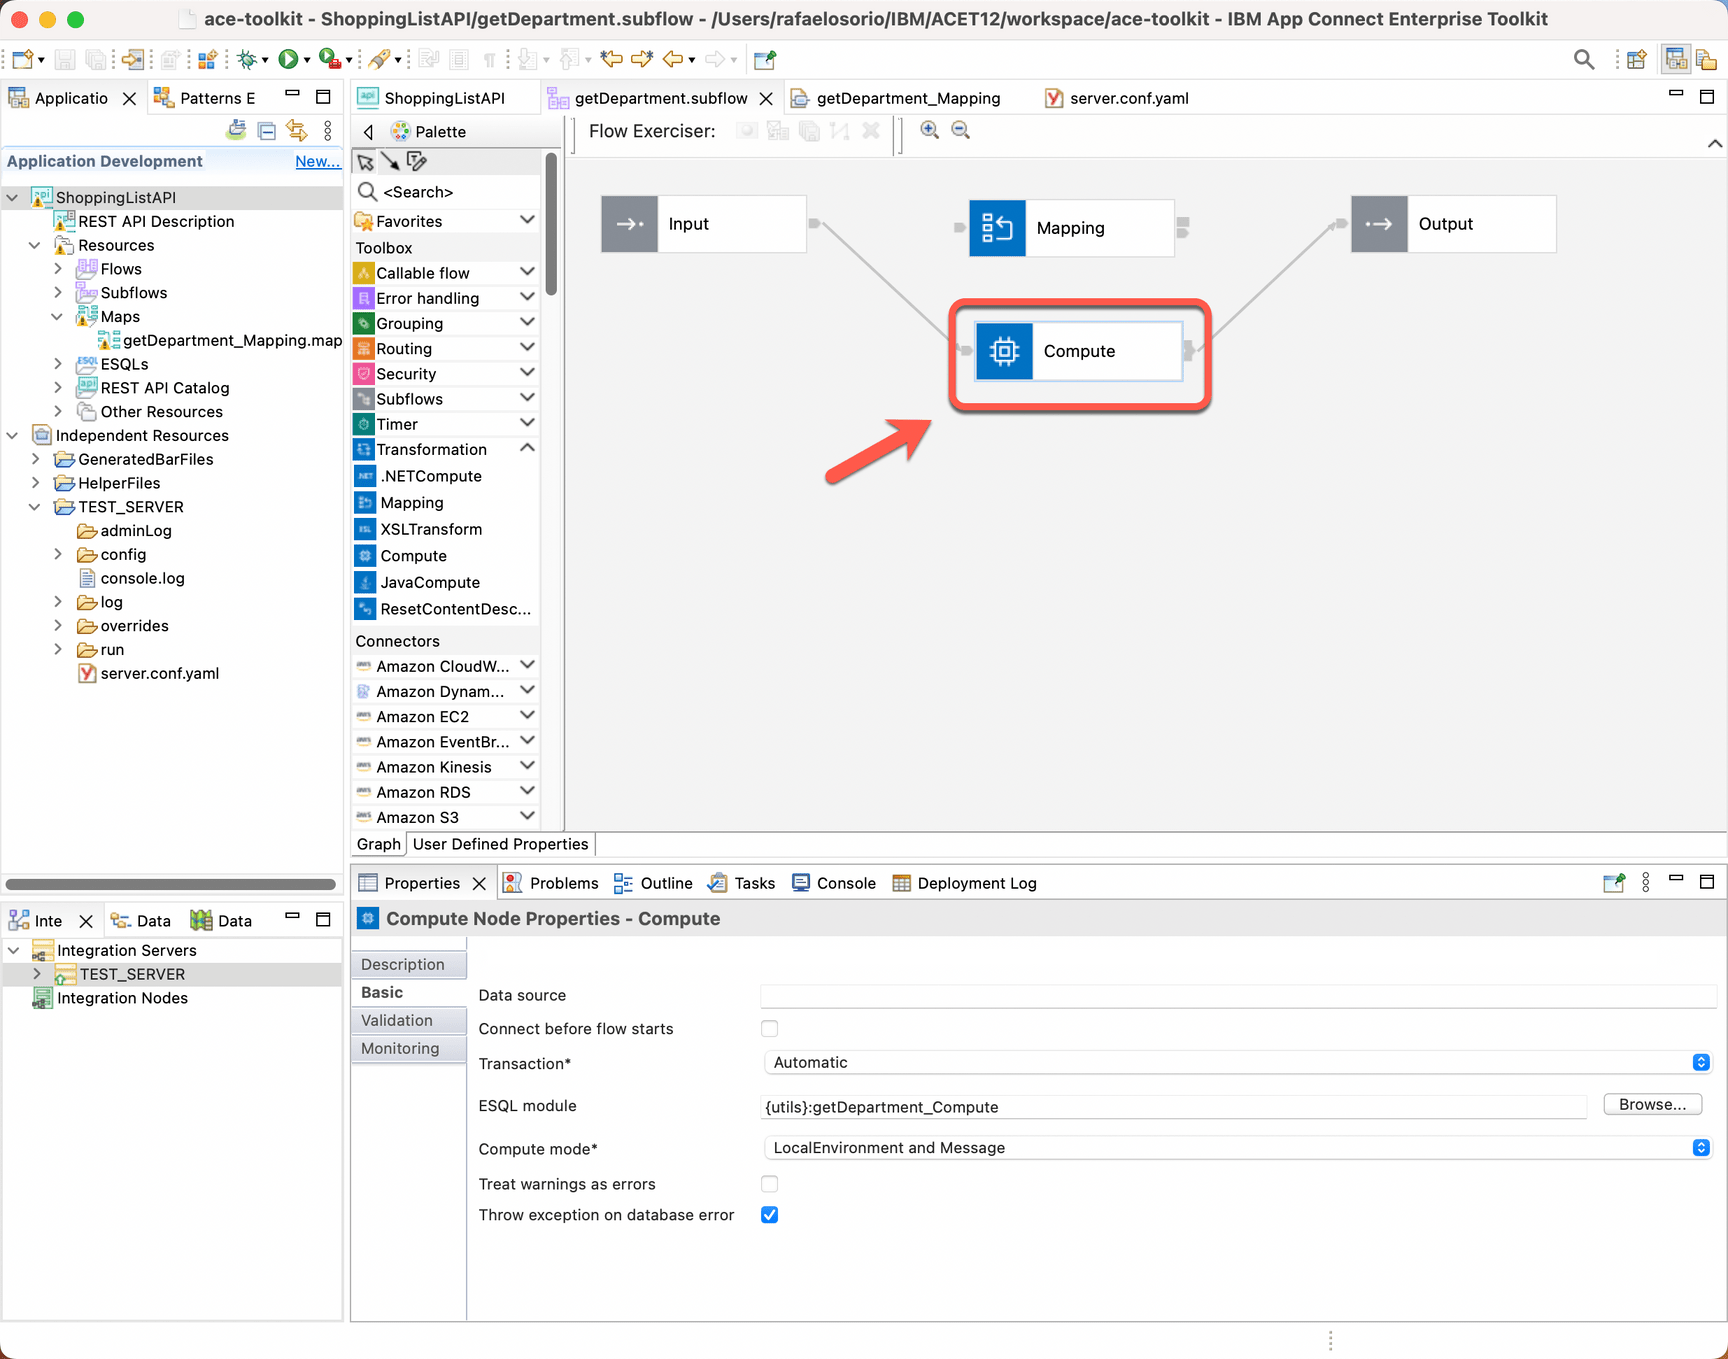 ace-toolkit - ShoppingListAPI/getDepartment.subflow - /Users/rafaelosorio/IBM/ACET12/workspace/ace-toolkit - IBM App Connect Enterprise Toolkit
Applicatio
Patterns E
Application Development
New...
ShoppingListAPI
REST API Description
Resources
Flows
Subflows
Maps
getDepartment_Mapping.map
ESQLs
REST API Catalog
Other Resources
Independent Resources
GeneratedBarFiles
HelperFiles
TEST_SERVER
adminLog
config
console.log
log
overrides
run
server.conf.yaml
Inte
Data
Data
Integration Servers
TEST_SERVER
Integration Nodes
ShoppingListAPI
getDepartment.subflow
getDepartment_Mapping
server.conf.yaml
Palette
Flow Exerciser:
<Search>
Favorites
Toolbox
Callable flow
Error handling
Grouping
Routing
Security
Subflows
Timer
Transformation
.NETCompute
Mapping
XSLTransform
Compute
JavaCompute
ResetContentDesc...
Connectors
Amazon CloudW...
Amazon Dynam...
Amazon EC2
Amazon EventBr...
Amazon Kinesis
Amazon RDS
Amazon S3
Input
Mapping
Output
Compute
Graph
User Defined Properties
Properties
Problems
Outline
Tasks
Console
Deployment Log
Compute Node Properties - Compute
Description
Basic
Validation
Monitoring
Data source
Connect before flow starts
Transaction*
Automatic
ESQL module
{utils}:getDepartment_Compute
Browse...
Compute mode*
LocalEnvironment and Message
Treat warnings as errors
Throw exception on database error